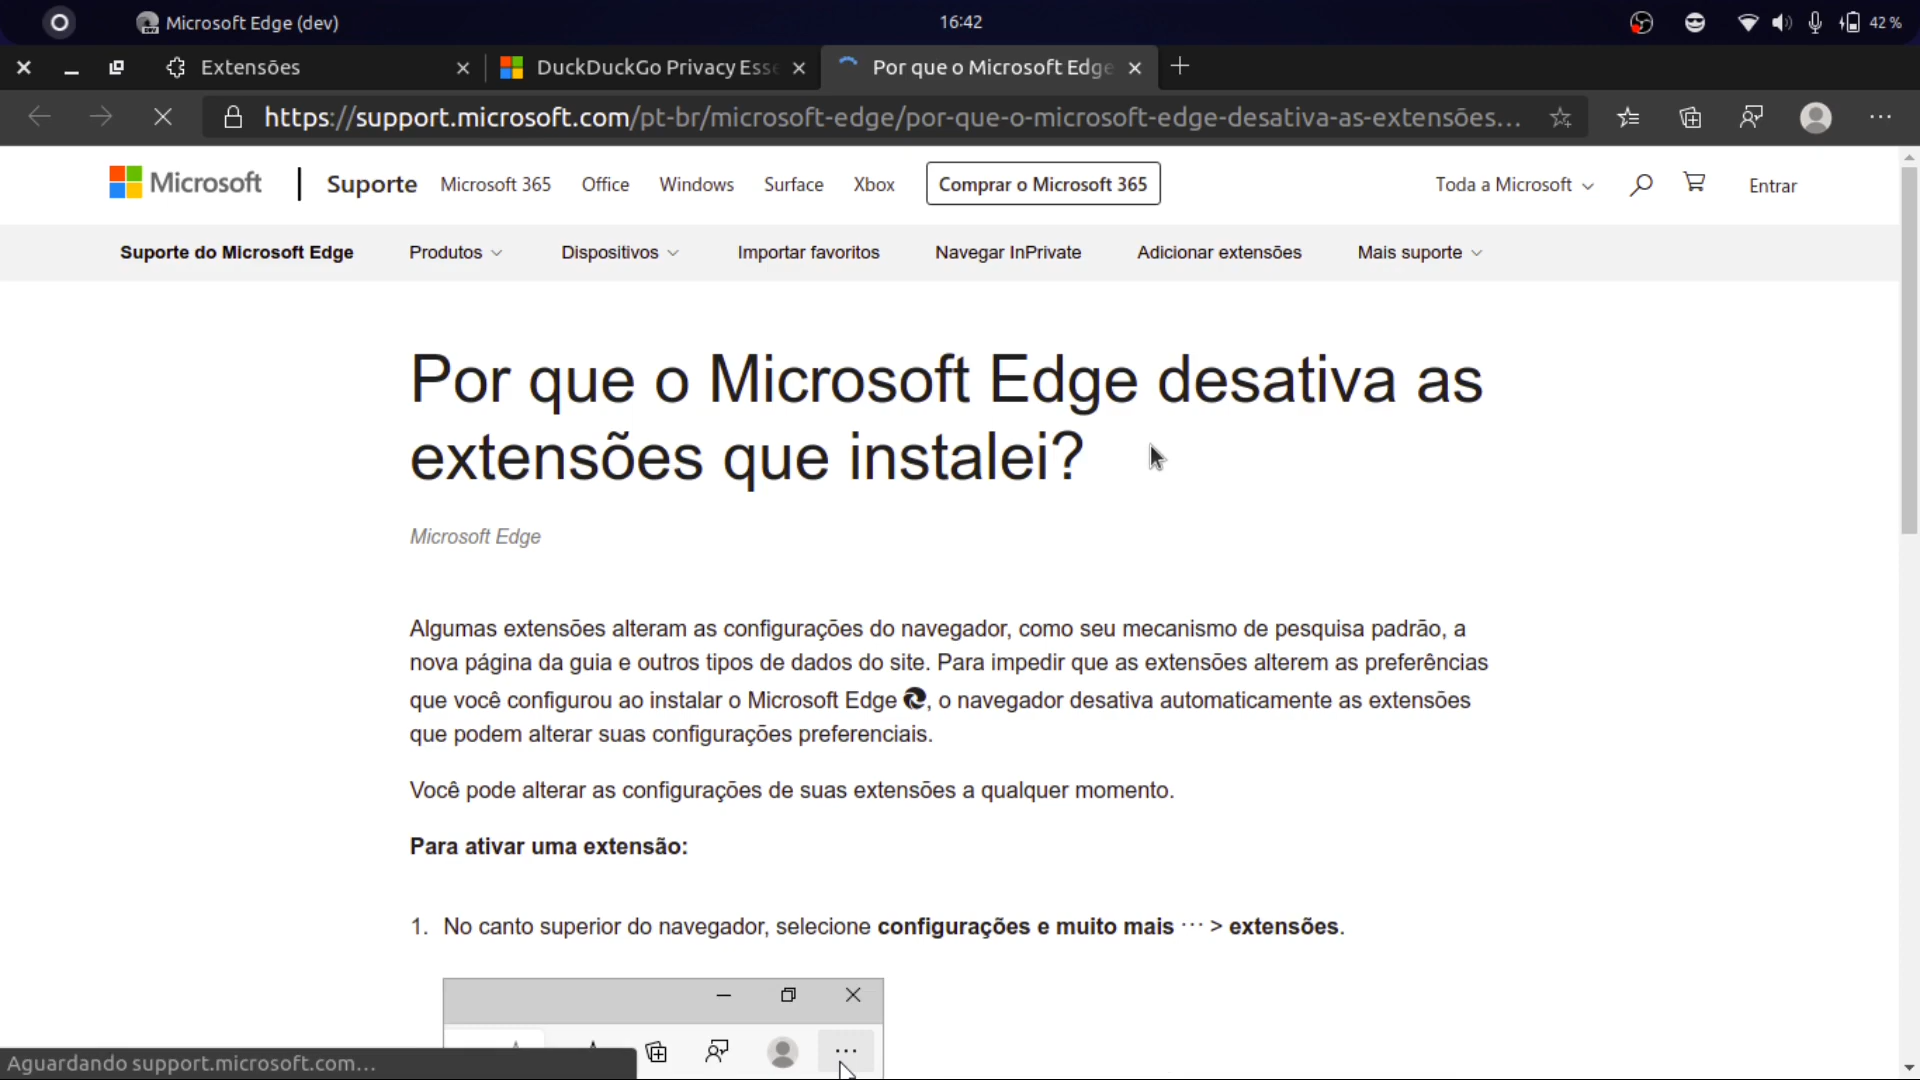 Microsoft Edge (dev)
16:42
42 %
Extensões
DuckDuckGo Privacy Esse
Por que o Microsoft Edge
https://support.microsoft.com/pt-br/microsoft-edge/por-que-o-microsoft-edge-desativa-as-extensões...
Microsoft
Suporte
Microsoft 365
Office
Windows
Surface
Xbox
Comprar o Microsoft 365
Toda a Microsoft
Entrar
Suporte do Microsoft Edge
Produtos
Dispositivos
Importar favoritos
Navegar InPrivate
Adicionar extensões
Mais suporte
Por que o Microsoft Edge desativa as
extensões que instalei?
Microsoft Edge
Algumas extensões alteram as configurações do navegador, como seu mecanismo de pesquisa padrão, a
nova página da guia e outros tipos de dados do site. Para impedir que as extensões alterem as preferências
que você configurou ao instalar o Microsoft Edge , o navegador desativa automaticamente as extensões
que podem alterar suas configurações preferenciais.
Você pode alterar as configurações de suas extensões a qualquer momento.
Para ativar uma extensão:
1. No canto superior do navegador, selecione configurações e muito mais ··· > extensões.
Aguardando support.microsoft.com...